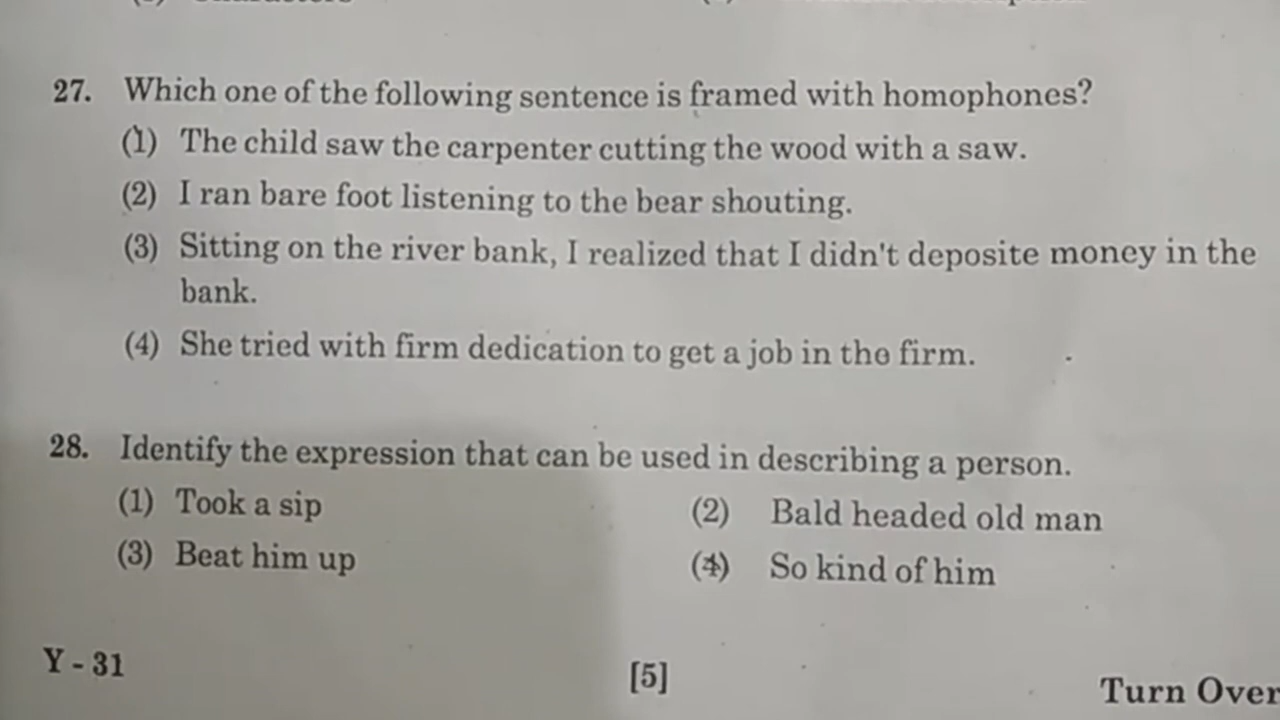 27. Which one of the following sentence is framed with homophones?
(1) The child saw the carpenter cutting the wood with a saw.
(2) I ran bare foot listening to the bear shouting.
(3) Sitting on the river bank, I realized that I didn't deposite money in the
bank.
(4) She tried with firm dedication to get a job in the firm.
28. Identify the expression that can be used in describing a person.
(1) Took a sip (2) Bald headed old man
(3) Beat him up (4) So kind of him
Y - 31 [5] Turn Over